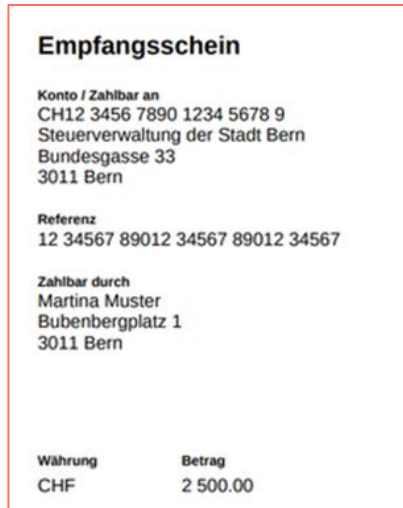 Empfangsschein
Konto / Zahlbar an
CH12 3456 7890 1234 5678 9
Steuerverwaltung der Stadt Bern
Bundesgasse 33
3011 Bern
Referenz
12 34567 89012 34567 89012 34567
Zahlbar durch
Martina Muster
Bubenbergplatz 1
3011 Bern
Währung Betrag
CHF 2 500.00